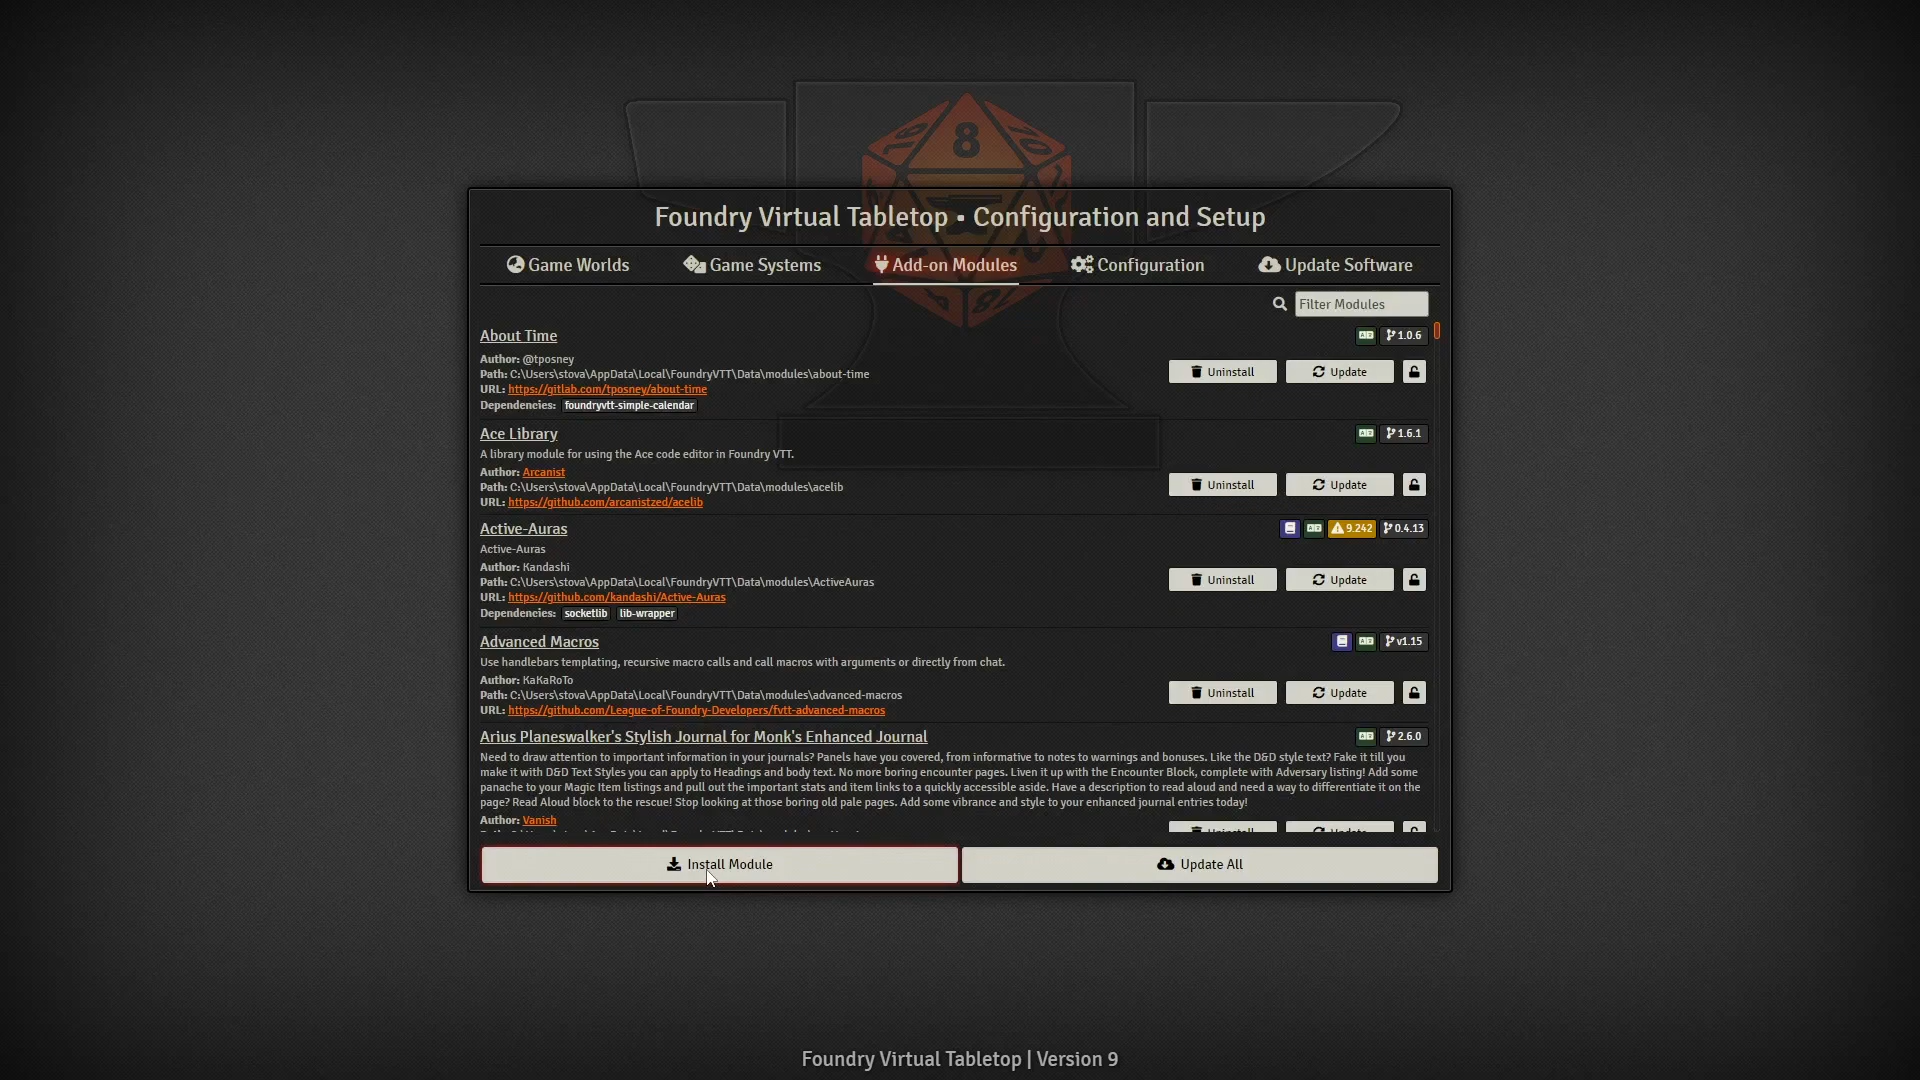 8
Foundry Virtual Tabletop • Configuration and Setup
Game Worlds
Game Systems
Add-on Modules
Configuration
Update Software
Filter Modules
About Time
1.0.6
Author: @tposney
Path: C:\Users\stova\AppData\Local\FoundryVTT\Data\modules\about-time
URL: https://gitlab.com/tposney/about-time
Dependencies: foundryvtt-simple-calendar
Uninstall
Update
Ace Library
1.6.1
A library module for using the Ace code editor in Foundry VTT.
Author: Arcanist
Path: C:\Users\stova\AppData\Local\FoundryVTT\Data\modules\acelib
URL: https://github.com/arcanistzed/acelib
Uninstall
Update
Active-Auras
9.242
0.4.13
Active-Auras
Author: Kandashi
Path: C:\Users\stova\AppData\Local\FoundryVTT\Data\modules\ActiveAuras
URL: https://github.com/kandashi/Active-Auras
Dependencies: socketlib lib-wrapper
Uninstall
Update
Advanced Macros
v1.15
Use handlebars templating, recursive macro calls and call macros with arguments or directly from chat.
Author: KaKaRoTo
Path: C:\Users\stova\AppData\Local\FoundryVTT\Data\modules\advanced-macros
URL: https://github.com/League-of-Foundry-Developers/fvtt-advanced-macros
Uninstall
Update
Arius Planeswalker's Stylish Journal for Monk's Enhanced Journal
2.6.0
Need to draw attention to important information in your journals? Panels have you covered, from informative to notes to warnings and bonuses. Like the D&D style text? Fake it till you
make it with D&D Text Styles you can apply to Headings and body text. No more boring encounter pages. Liven it up with the Encounter Block, complete with Adversary listing! Add some
panache to your Magic Item listings and pull out the important stats and item links to a quickly accessible aside. Have a description to read aloud and need a way to differentiate it on the
page? Read Aloud block to the rescue! Stop looking at those boring old pale pages. Add some vibrance and style to your enhanced journal entries today!
Author: Vanish
Uninstall
Update
Install Module
Update All
Foundry Virtual Tabletop | Version 9